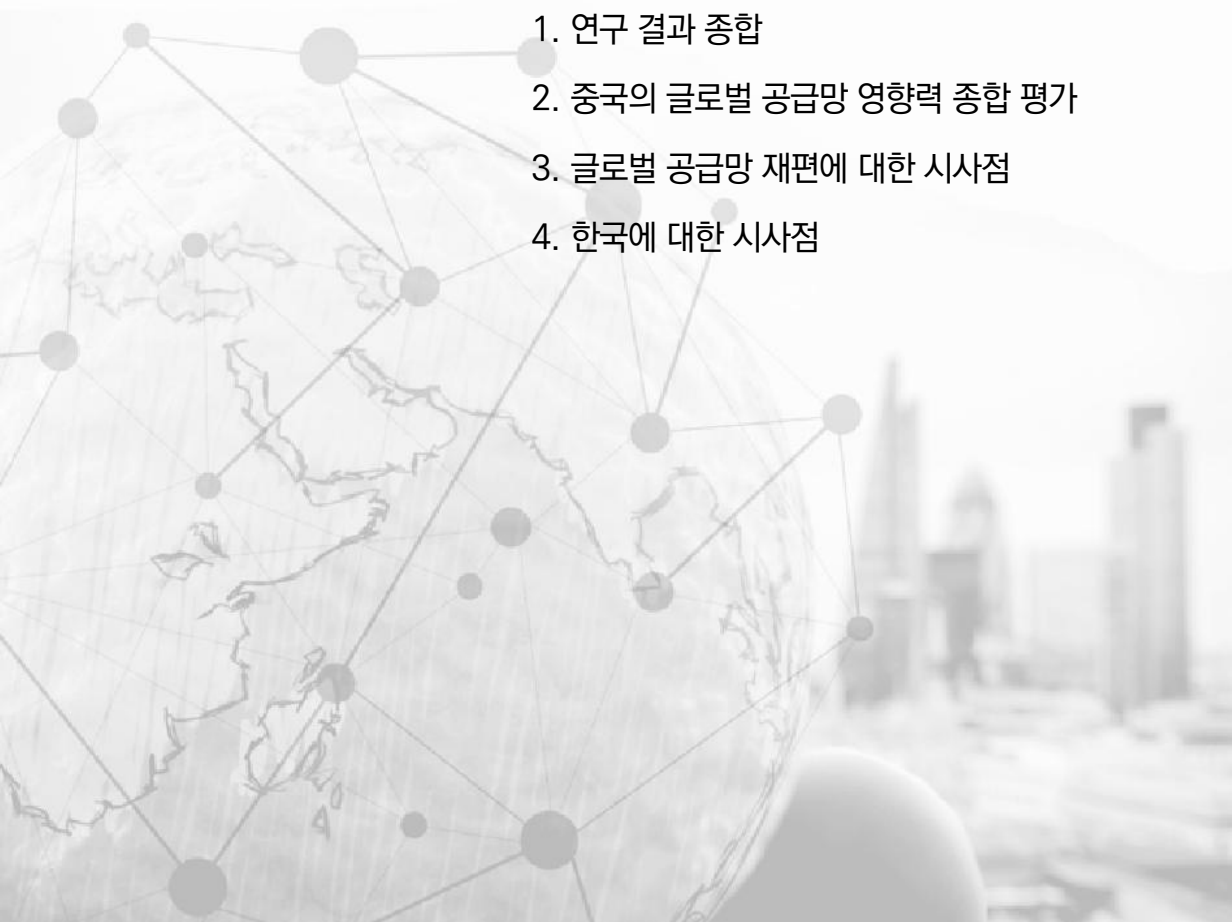 1. 연구 결과 종합
2. 중국의 글로벌 공급망 영향력 종합 평가
3. 글로벌 공급망 재편에 대한 시사점
4. 한국에 대한 시사점